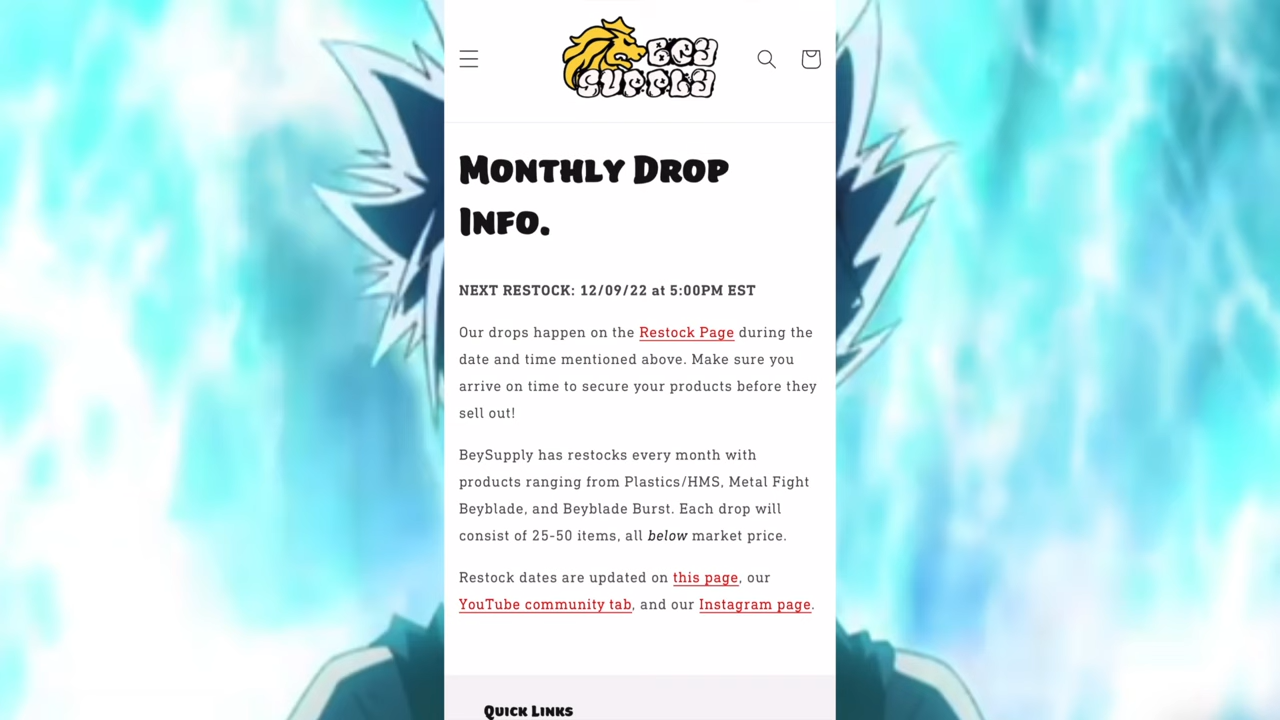 BEY
SUPPLY
Monthly Drop
Info.
NEXT RESTOCK: 12/09/22 at 5:00PM EST
Our drops happen on the Restock Page during the
date and time mentioned above. Make sure you
arrive on time to secure your products before they
sell out!
BeySupply has restocks every month with
products ranging from Plastics/HMS, Metal Fight
Beyblade, and Beyblade Burst. Each drop will
consist of 25-50 items, all below market price.
Restock dates are updated on this page, our
YouTube community tab, and our Instagram page.
Quick Links